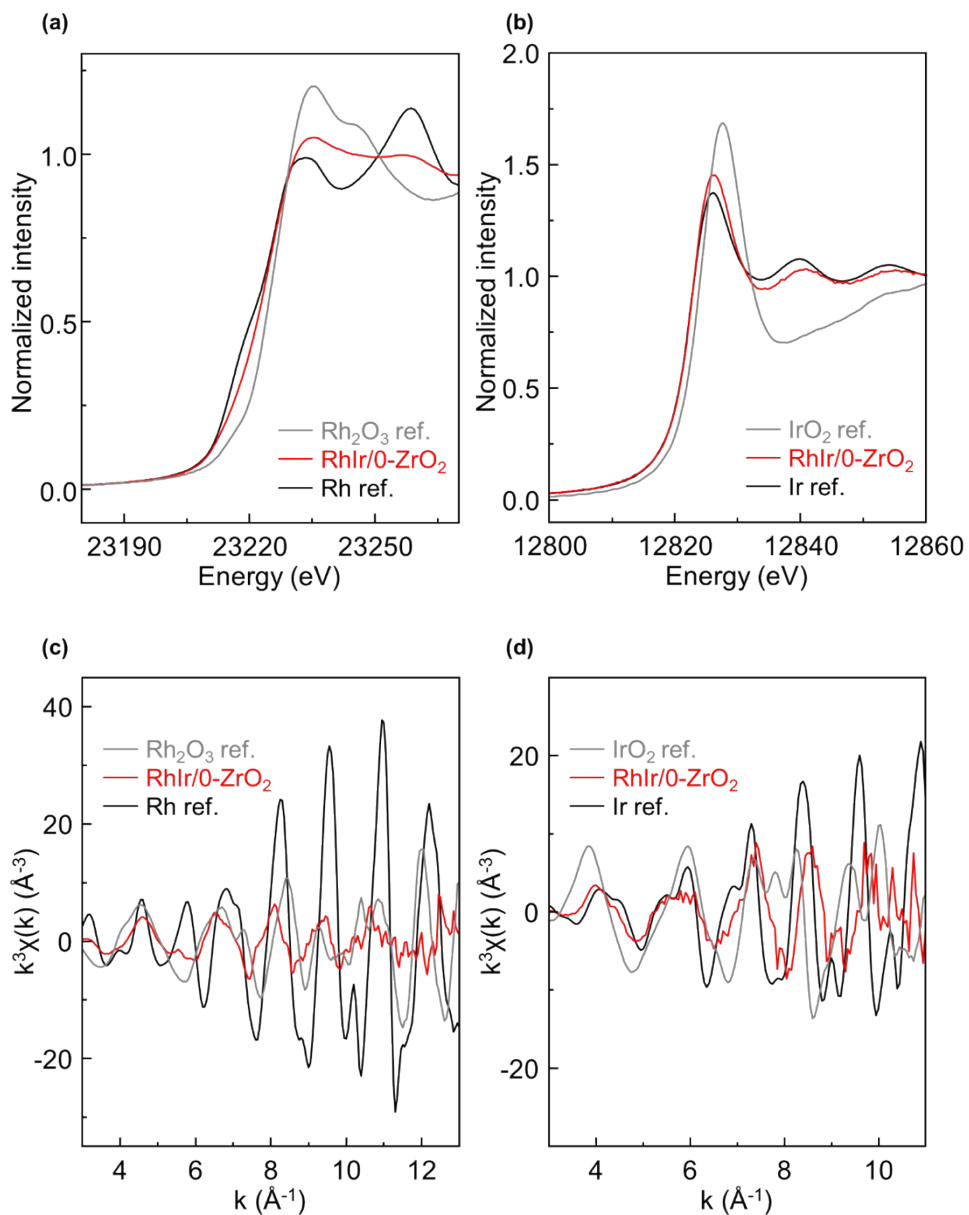 (a)
Normalized intensity
1.0
0.5
0.0
Rh₂O₃ ref.
RhIr/0-ZrO₂
Rh ref.
23190 23220 23250
Energy (eV)
(b)
Normalized intensity
2.0
1.5
1.0
0.5
0.0
IrO₂ ref.
RhIr/0-ZrO₂
Ir ref.
12800 12820 12840 12860
Energy (eV)
(c)
k³χ(k) (Å⁻³)
40
20
0
-20
Rh₂O₃ ref.
RhIr/0-ZrO₂
Rh ref.
4 6 8 10 12
k (Å⁻¹)
(d)
k³χ(k) (Å⁻³)
20
0
-20
IrO₂ ref.
RhIr/0-ZrO₂
Ir ref.
4 6 8 10
k (Å⁻¹)